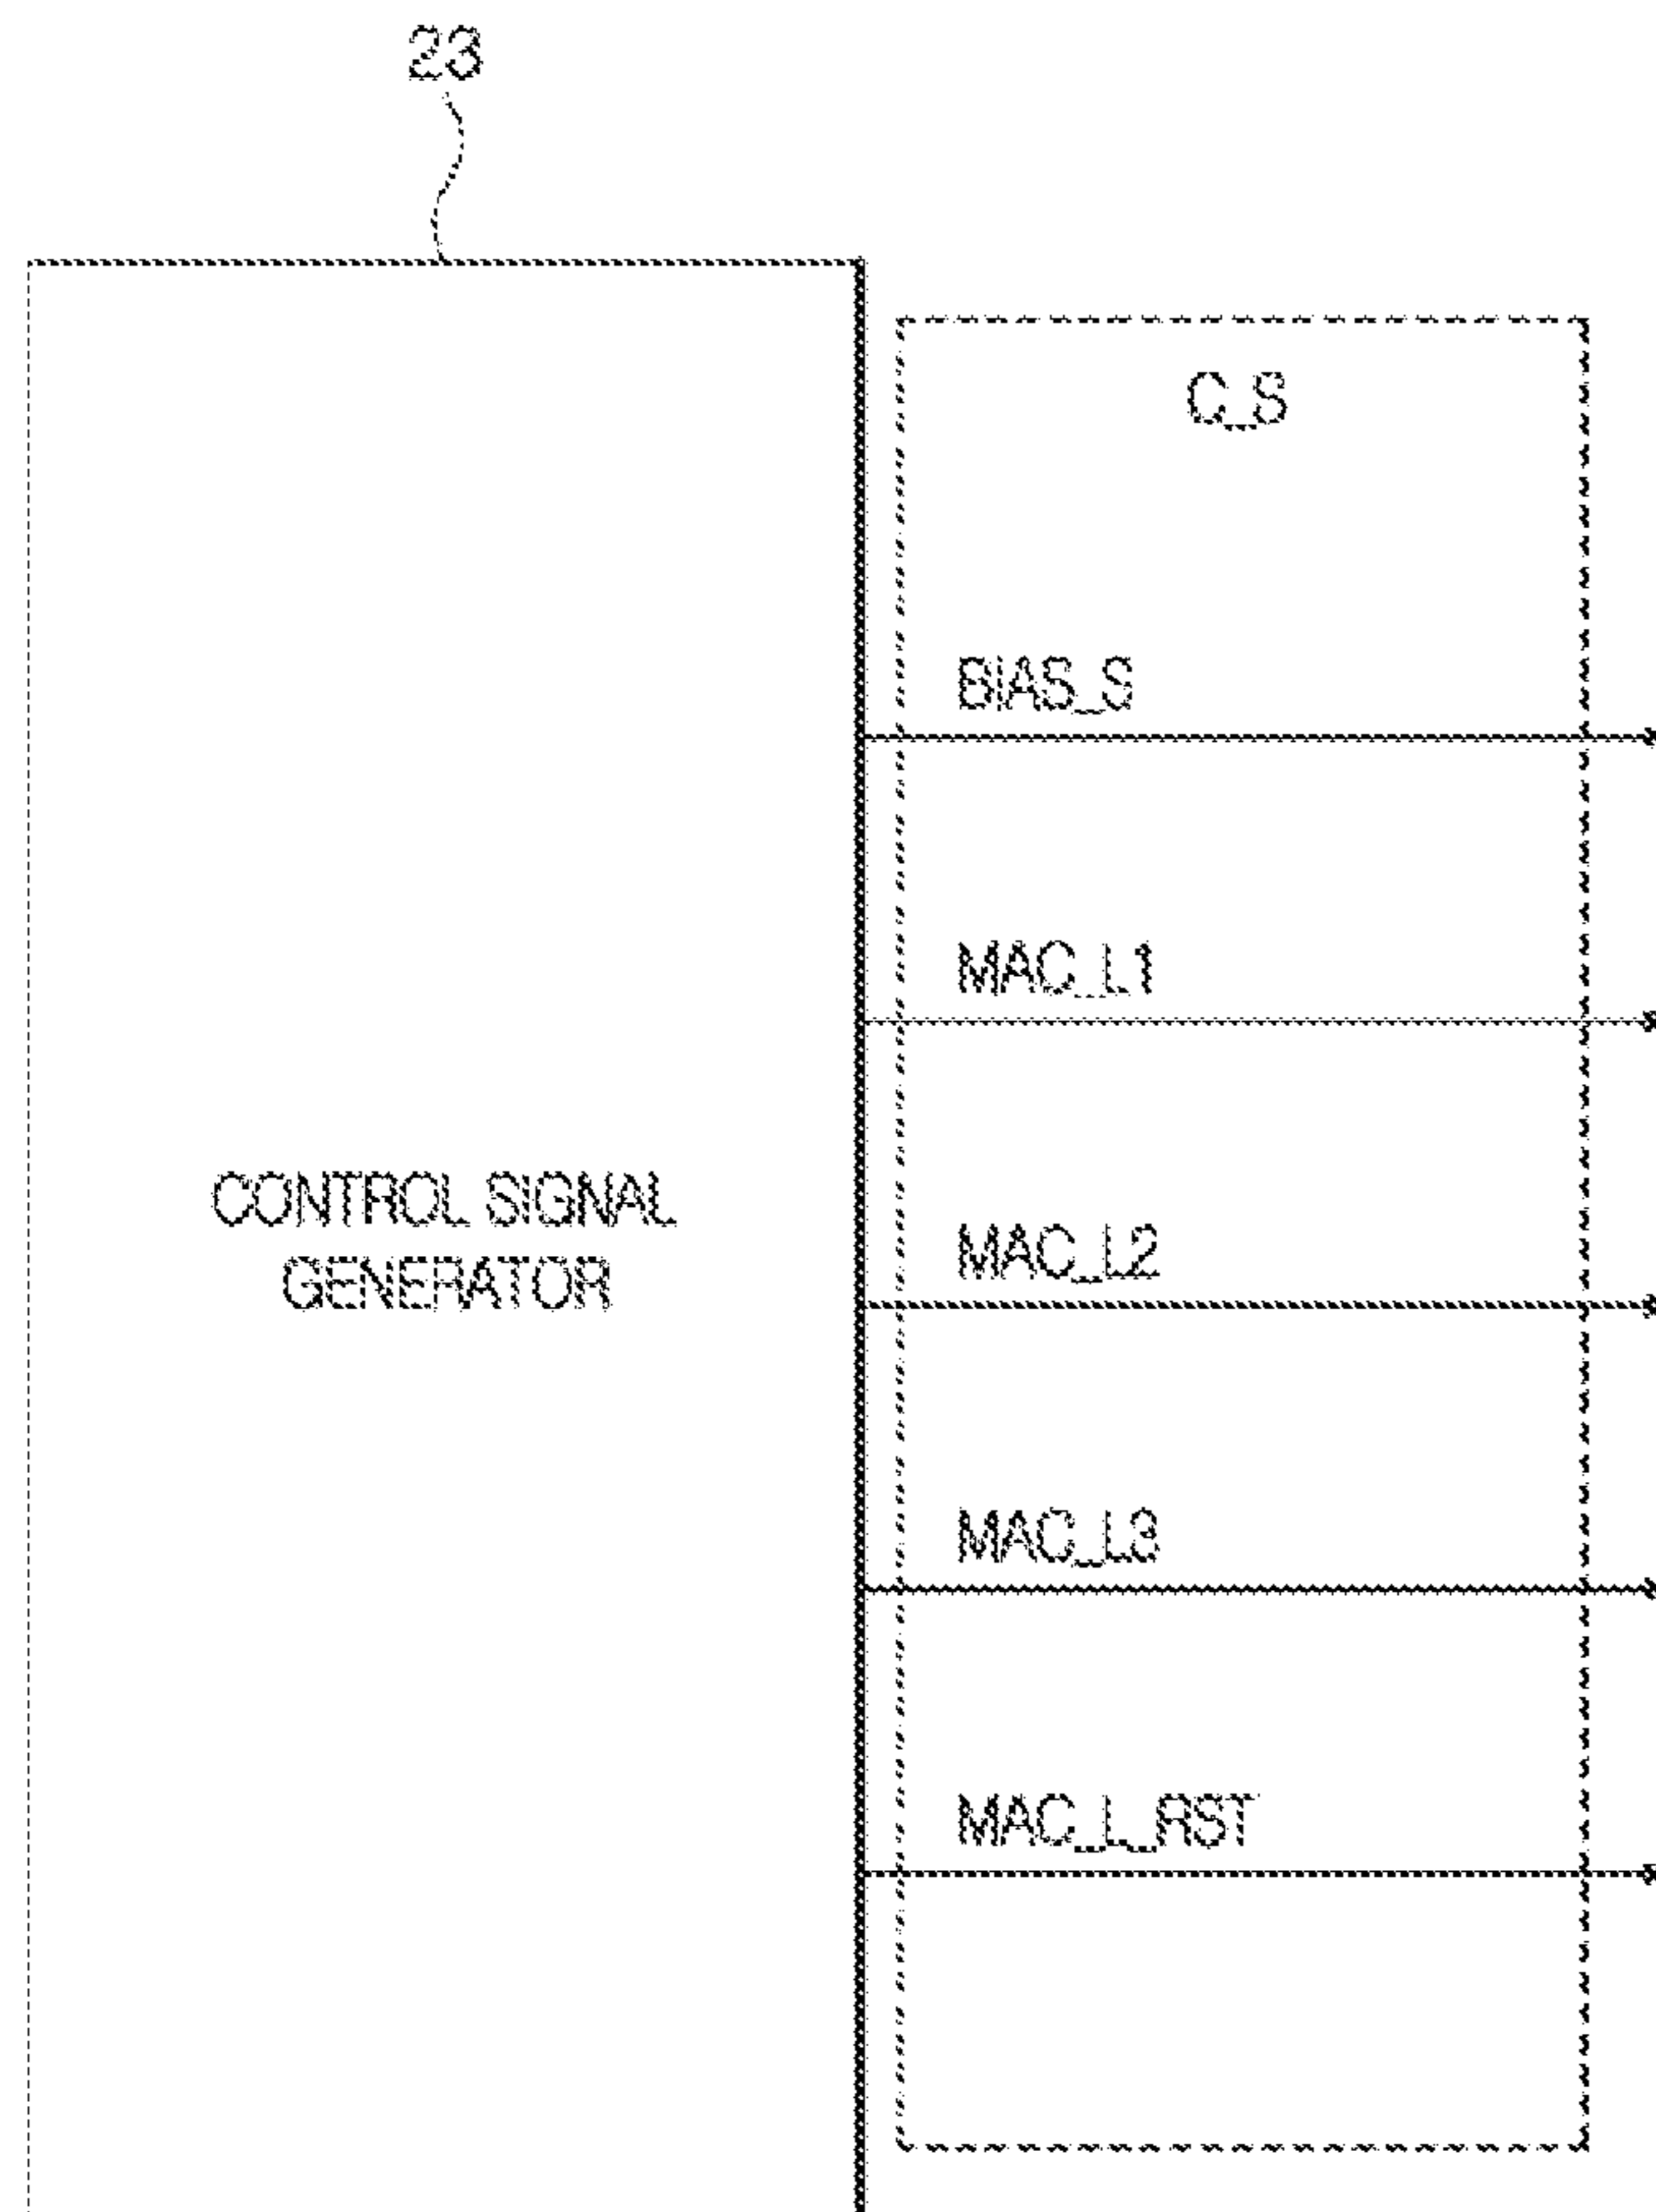 23
C_S
BIAS_S
MAC_L1
CONTROL SIGNAL
GENERATOR
MAC_L2
MAC_L3
MAC_L_RST